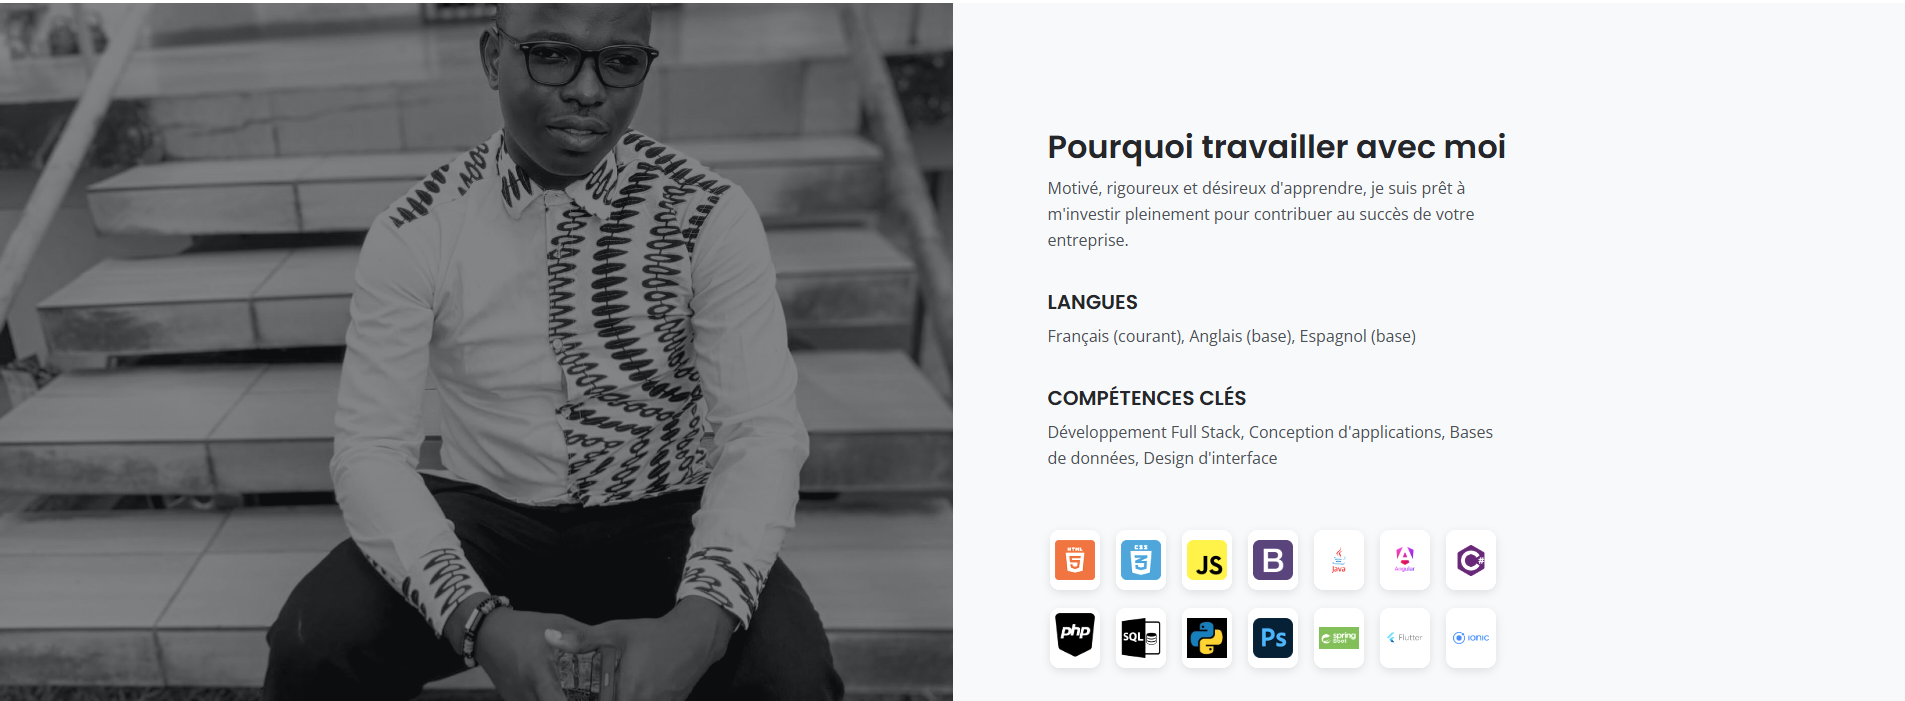 Pourquoi travailler avec moi
Motivé, rigoureux et désireux d'apprendre, je suis prêt à
m'investir pleinement pour contribuer au succès de votre
entreprise.
LANGUES
Français (courant), Anglais (base), Espagnol (base)
COMPÉTENCES CLÉS
Développement Full Stack, Conception d'applications, Bases
de données, Design d'interface
HTML 5
CSS 3
JS
B
Java
Angular
C#
php
SQL
Ps
spring boot
Flutter
IONIC